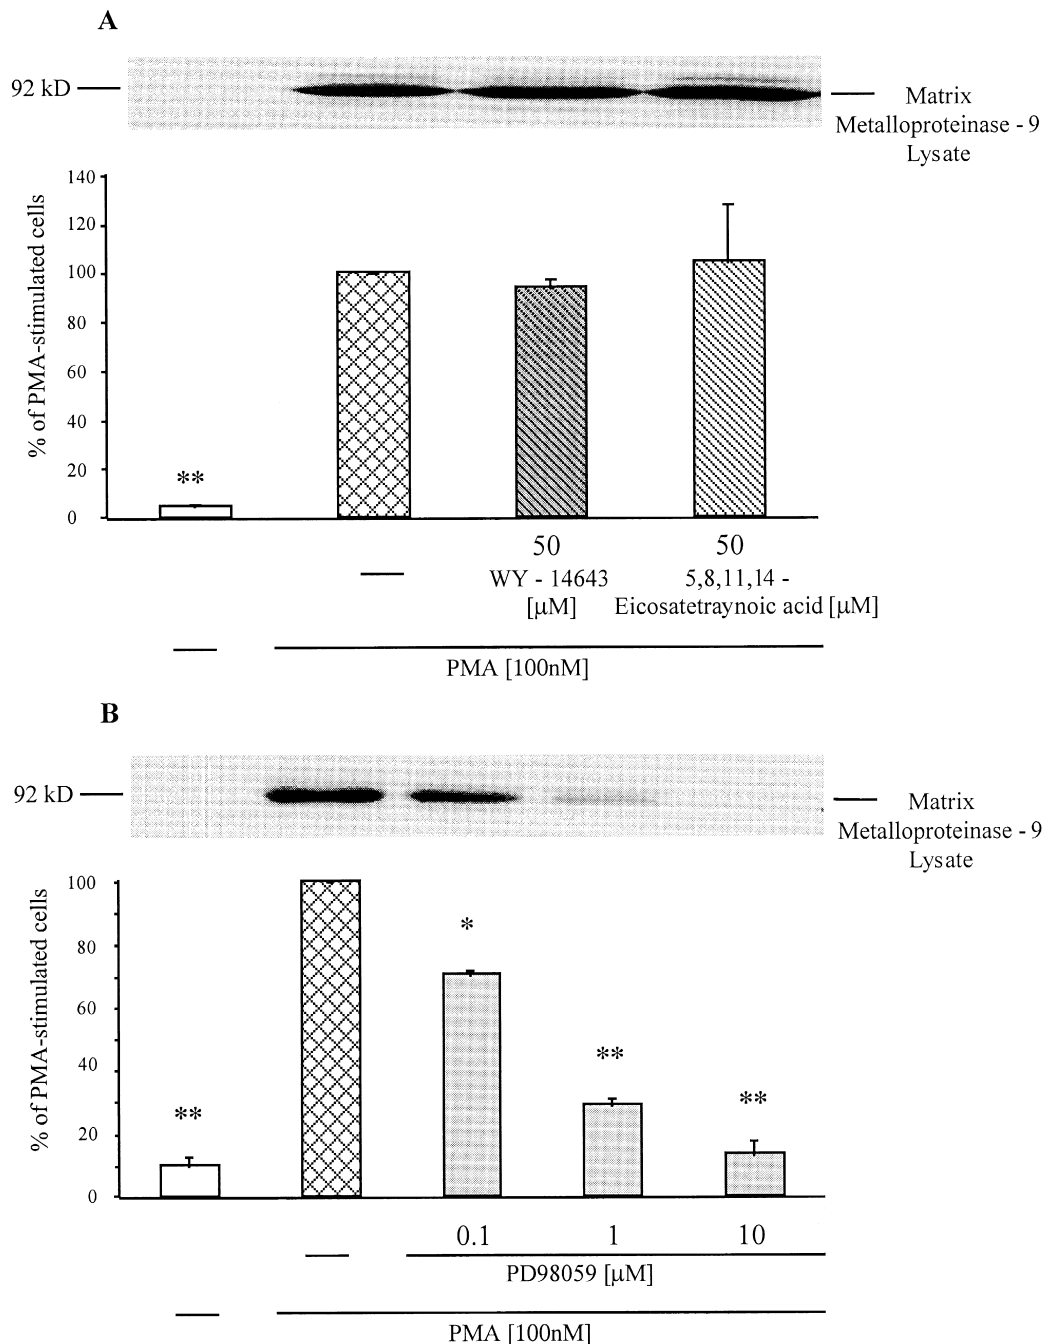 A
92 kD
Matrix
Metalloproteinase - 9
Lysate
% of PMA-stimulated cells
140
120
100
80
60
40
20
0
**
50
50
WY - 14643
[µM]
5,8,11,14 -
Eicosatetraynoic acid [µM]
PMA [100nM]
B
92 kD
Matrix
Metalloproteinase - 9
Lysate
% of PMA-stimulated cells
100
80
60
40
20
0
**
*
**
**
0.1
1
10
PD98059 [µM]
PMA [100nM]